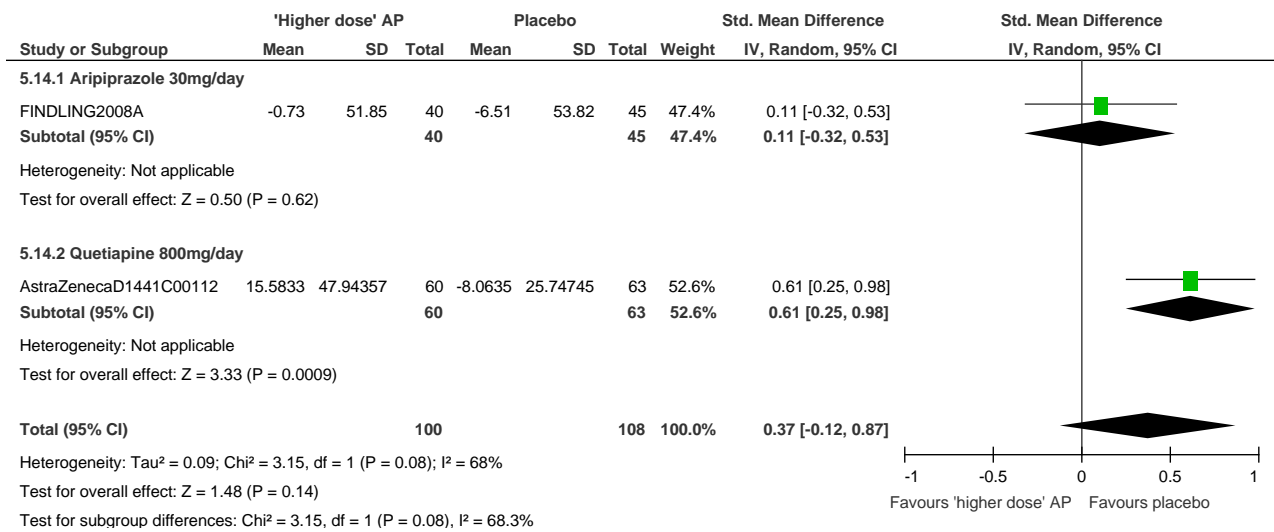 'Higher dose' AP Placebo Std. Mean Difference Std. Mean Difference
Study or Subgroup Mean SD Total Mean SD Total Weight IV, Random, 95% CI IV, Random, 95% CI
5.14.1 Aripiprazole 30mg/day
FINDLING2008A -0.73 51.85 40 -6.51 53.82 45 47.4% 0.11 [-0.32, 0.53]
Subtotal (95% CI) 40 45 47.4% 0.11 [-0.32, 0.53]
Heterogeneity: Not applicable
Test for overall effect: Z = 0.50 (P = 0.62)
5.14.2 Quetiapine 800mg/day
AstraZenecaD1441C00112 15.5833 47.94357 60 -8.0635 25.74745 63 52.6% 0.61 [0.25, 0.98]
Subtotal (95% CI) 60 63 52.6% 0.61 [0.25, 0.98]
Heterogeneity: Not applicable
Test for overall effect: Z = 3.33 (P = 0.0009)
Total (95% CI) 100 108 100.0% 0.37 [-0.12, 0.87]
Heterogeneity: Tau² = 0.09; Chi² = 3.15, df = 1 (P = 0.08); I² = 68%
Test for overall effect: Z = 1.48 (P = 0.14)
Test for subgroup differences: Chi² = 3.15, df = 1 (P = 0.08), I² = 68.3%
-1 -0.5 0 0.5 1
Favours 'higher dose' AP Favours placebo